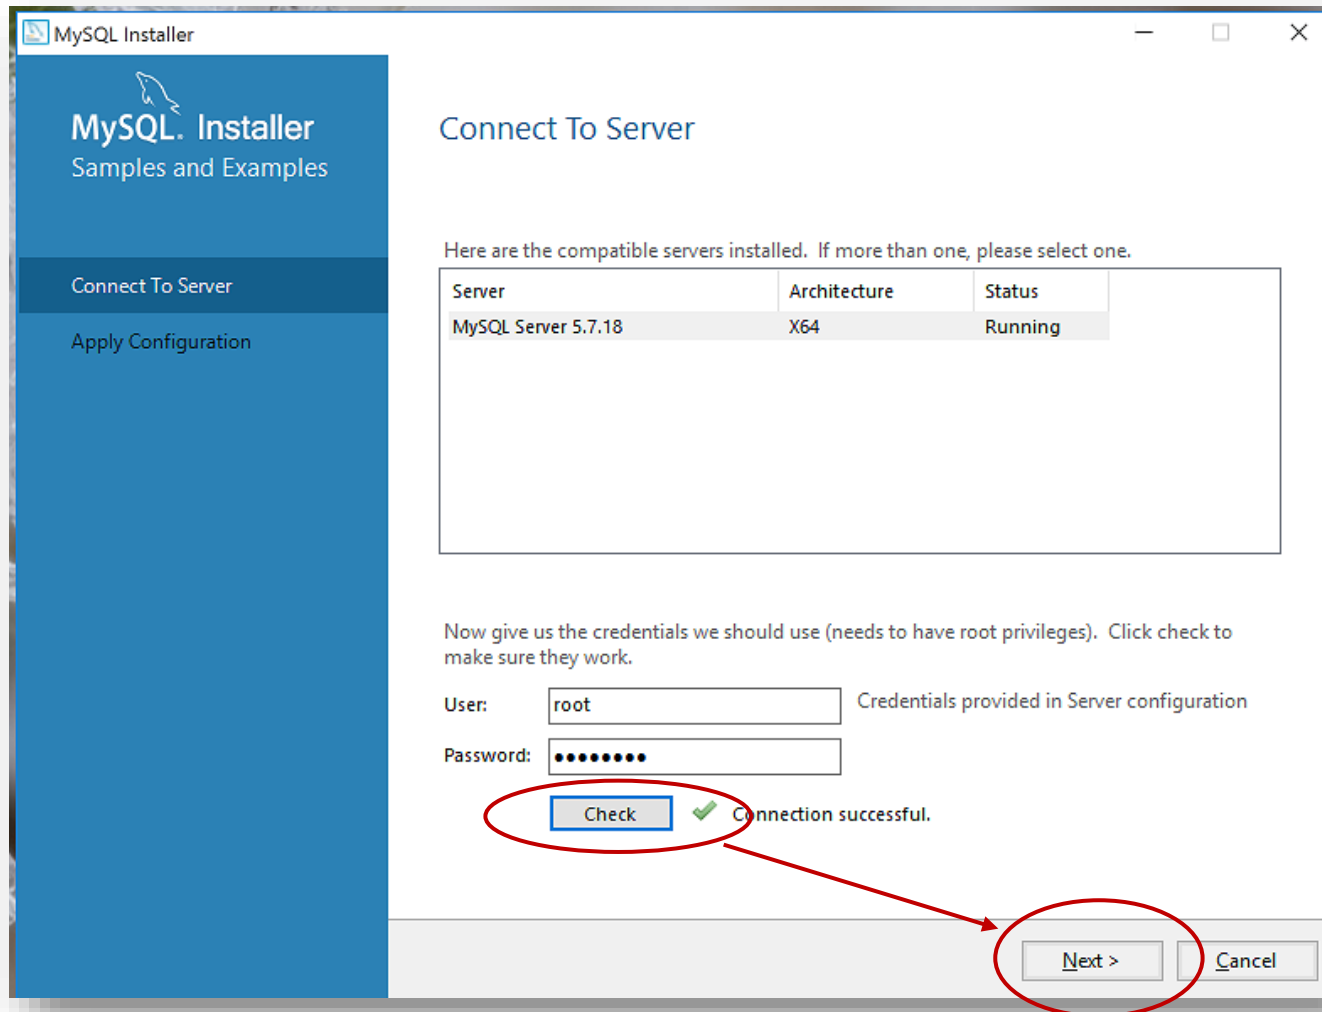 MySQL Installer
MySQL. Installer
Samples and Examples
Connect To Server
Apply Configuration
Connect To Server
Here are the compatible servers installed.  If more than one, please select one.
Server Architecture Status
MySQL Server 5.7.18 X64 Running
Now give us the credentials we should use (needs to have root privileges).  Click check to
make sure they work.
User: root Credentials provided in Server configuration
Password: ●●●●●●●●
Check Connection successful.
Next > Cancel